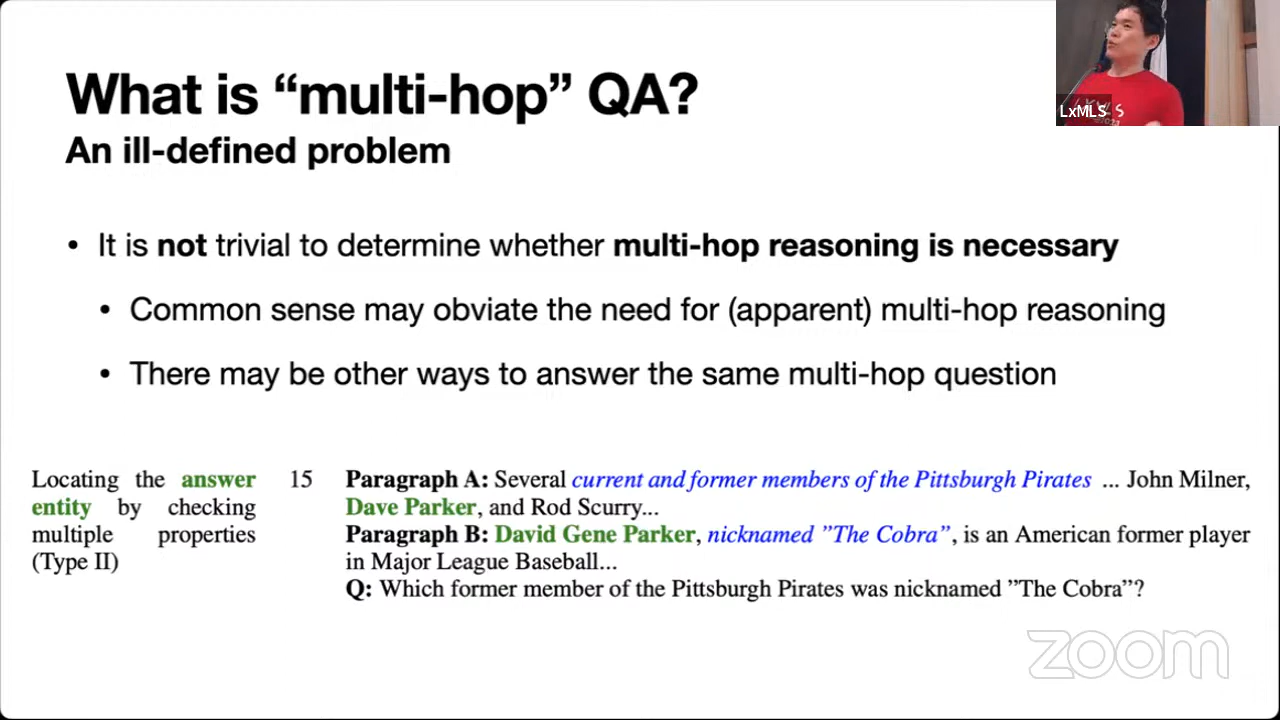 What is “multi-hop” QA?
An ill-defined problem
• It is not trivial to determine whether multi-hop reasoning is necessary
• Common sense may obviate the need for (apparent) multi-hop reasoning
• There may be other ways to answer the same multi-hop question
Locating the answer
entity by checking
multiple properties
(Type II)
15
Paragraph A: Several current and former members of the Pittsburgh Pirates ... John Milner,
Dave Parker, and Rod Scurry...
Paragraph B: David Gene Parker, nicknamed ”The Cobra”, is an American former player
in Major League Baseball...
Q: Which former member of the Pittsburgh Pirates was nicknamed ”The Cobra”?
LxMLS
zoom